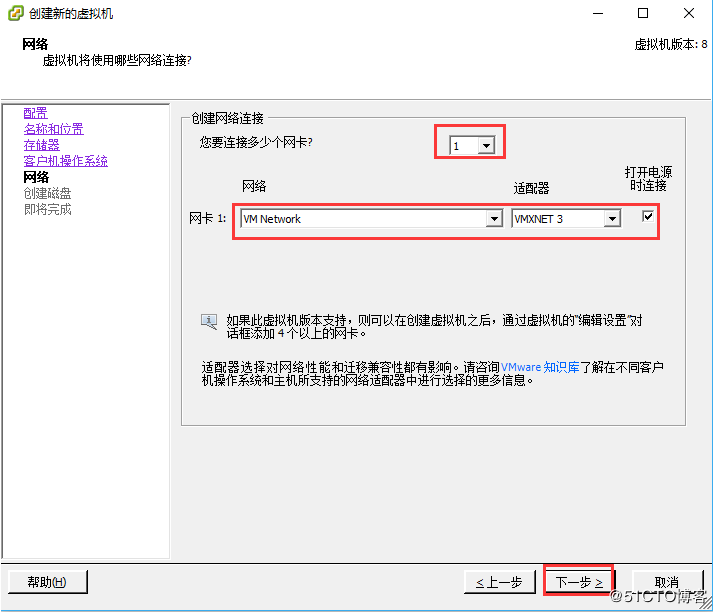 创建新的虚拟机
网络
虚拟机将使用哪些网络连接?
虚拟机版本: 8
配置
名称和位置
存储器
客户机操作系统
网络
创建磁盘
即将完成
创建网络连接
您要连接多少个网卡?
1
网络
适配器
打开电源
时连接
网卡 1:
VM Network
VMXNET 3
如果此虚拟机版本支持，则可以在创建虚拟机之后，通过虚拟机的“编辑设置”对
话框添加 4 个以上的网卡。
适配器选择对网络性能和迁移兼容性都有影响。请咨询VMware 知识库了解在不同客户
机操作系统和主机所支持的网络适配器中进行选择的更多信息。
帮助(H)
< 上一步
下一步 >
取消
@51CTO博客